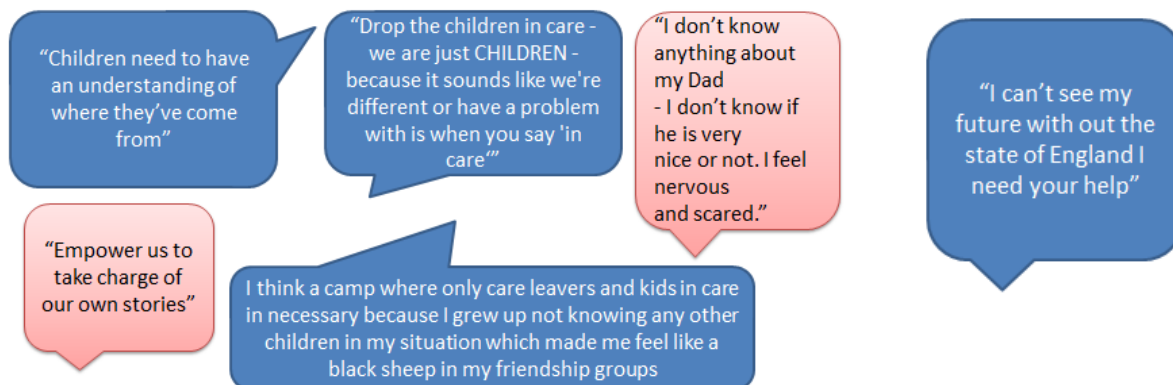 “Children need to have
an understanding of
where they’ve come
from”
“Drop the children in care -
we are just CHILDREN -
because it sounds like we're
different or have a problem
with is when you say 'in
care‘”
“I don’t know
anything about
my Dad
- I don’t know if
he is very
nice or not. I feel
nervous
and scared.”
“I can’t see my
future with out the
state of England I
need your help”
“Empower us to
take charge of
our own stories”
I think a camp where only care leavers and kids in care
in necessary because I grew up not knowing any other
children in my situation which made me feel like a
black sheep in my friendship groups